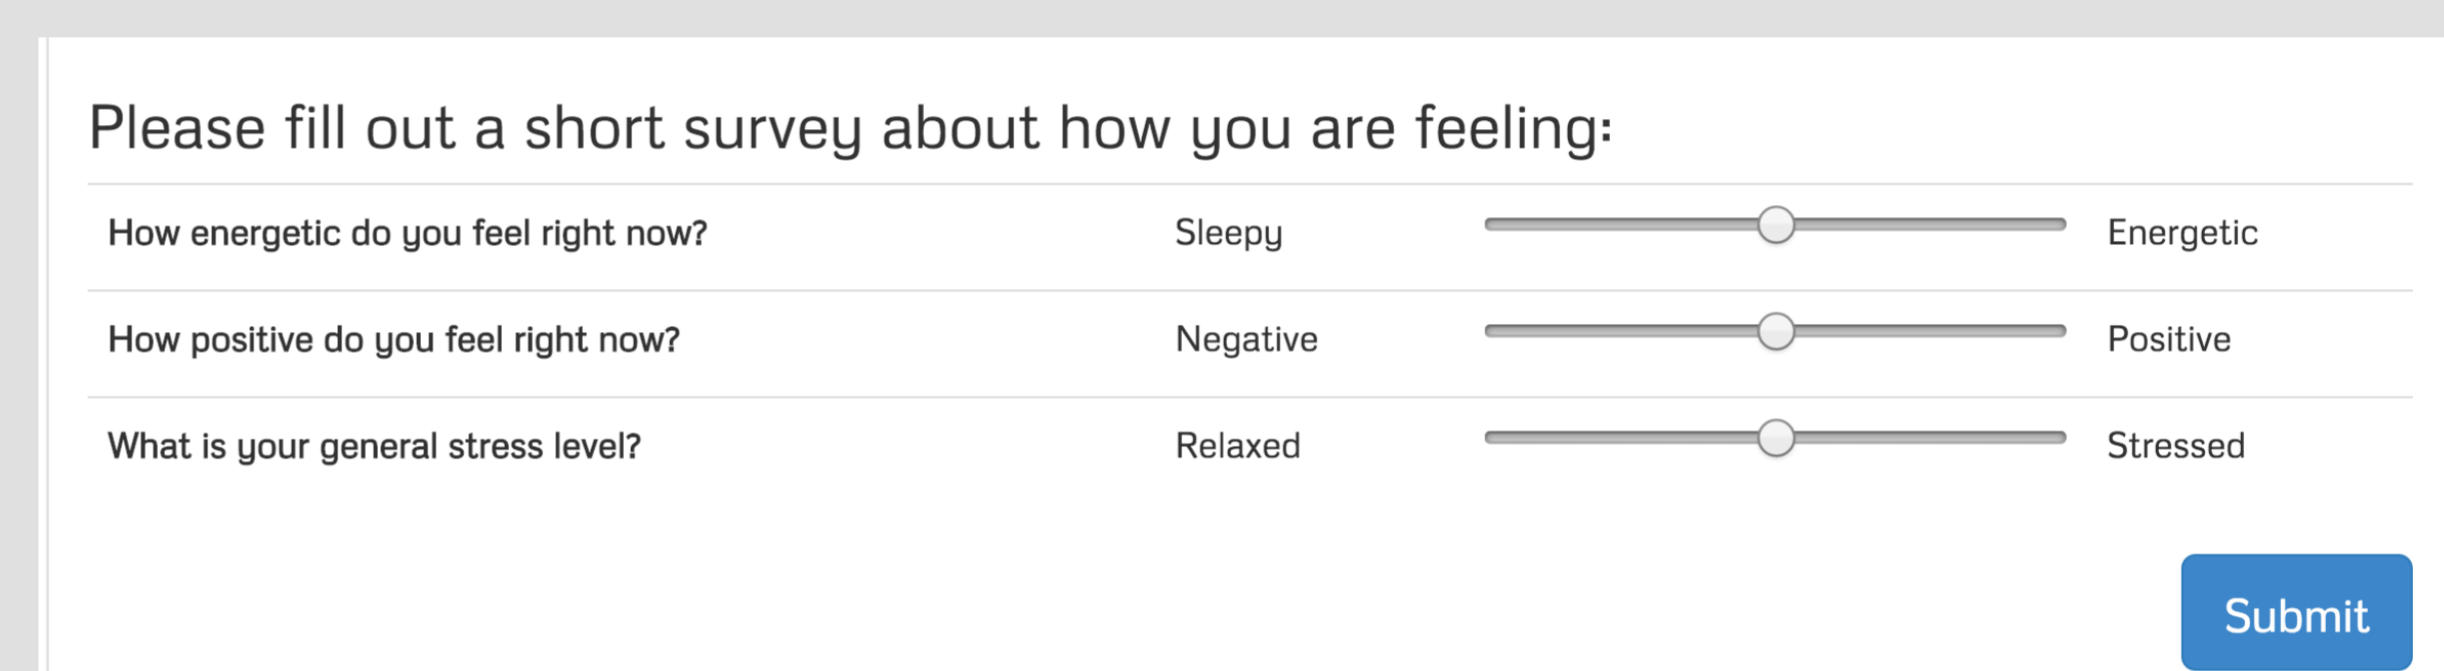 Please fill out a short survey about how you are feeling:
How energetic do you feel right now? Sleepy Energetic
How positive do you feel right now? Negative Positive
What is your general stress level? Relaxed Stressed
Submit